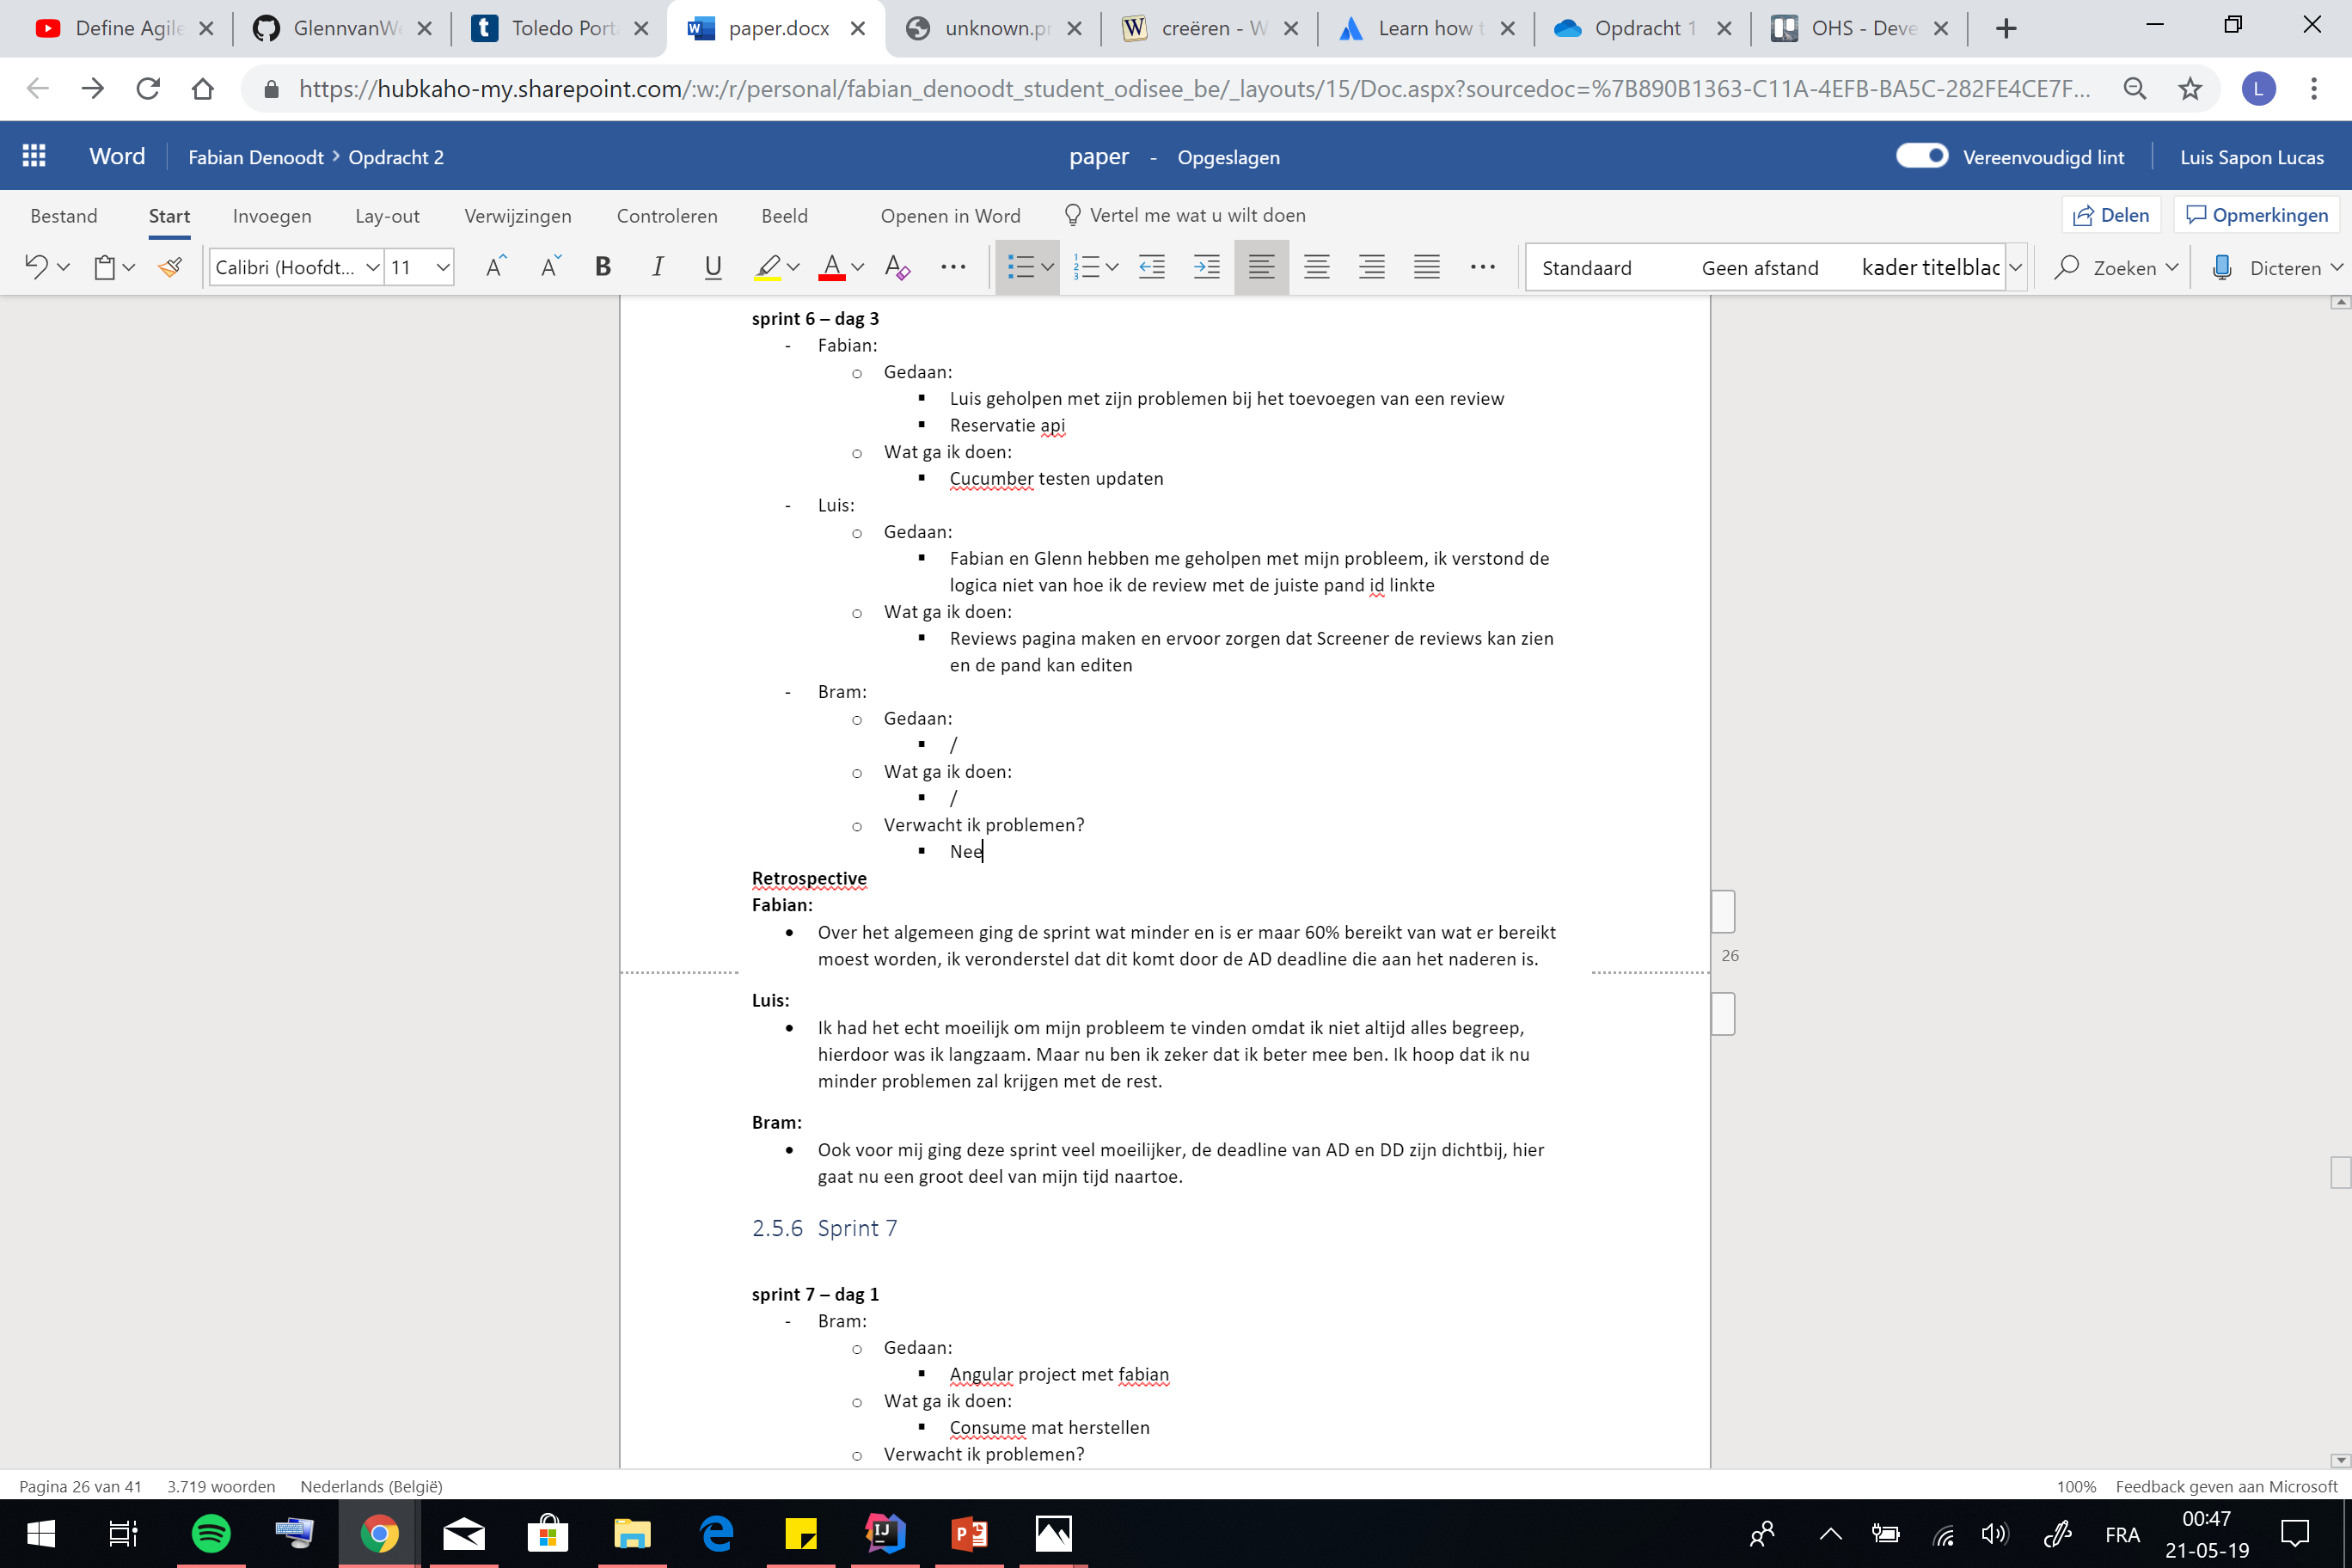 Define Agile
GlennvanWe
Toledo Porta
paper.docx
unknown.pr
creëren - W
Learn how t
Opdracht 1
OHS - Deve
https://hubkaho-my.sharepoint.com/:w:/r/personal/fabian_denoodt_student_odisee_be/_layouts/15/Doc.aspx?sourcedoc=%7B890B1363-C11A-4EFB-BA5C-282FE4CE7F...
L
Word Fabian Denoodt > Opdracht 2 paper - Opgeslagen Vereenvoudigd lint Luis Sapon Lucas
Bestand Start Invoegen Lay-out Verwijzingen Controleren Beeld Openen in Word Vertel me wat u wilt doen Delen Opmerkingen
Calibri (Hoofdt... 11 Standaard Geen afstand kader titelblac Zoeken Dicteren
sprint 6 – dag 3
- Fabian:
o Gedaan:
▪ Luis geholpen met zijn problemen bij het toevoegen van een review
▪ Reservatie api
o Wat ga ik doen:
▪ Cucumber testen updaten
- Luis:
o Gedaan:
▪ Fabian en Glenn hebben me geholpen met mijn probleem, ik verstond de
logica niet van hoe ik de review met de juiste pand id linkte
o Wat ga ik doen:
▪ Reviews pagina maken en ervoor zorgen dat Screener de reviews kan zien
en de pand kan editen
- Bram:
o Gedaan:
▪ /
o Wat ga ik doen:
▪ /
o Verwacht ik problemen?
▪ Nee
Retrospective
Fabian:
• Over het algemeen ging de sprint wat minder en is er maar 60% bereikt van wat er bereikt
moest worden, ik veronderstel dat dit komt door de AD deadline die aan het naderen is.
26
Luis:
• Ik had het echt moeilijk om mijn probleem te vinden omdat ik niet altijd alles begreep,
hierdoor was ik langzaam. Maar nu ben ik zeker dat ik beter mee ben. Ik hoop dat ik nu
minder problemen zal krijgen met de rest.
Bram:
• Ook voor mij ging deze sprint veel moeilijker, de deadline van AD en DD zijn dichtbij, hier
gaat nu een groot deel van mijn tijd naartoe.
2.5.6 Sprint 7
sprint 7 – dag 1
- Bram:
o Gedaan:
▪ Angular project met fabian
o Wat ga ik doen:
▪ Consume mat herstellen
o Verwacht ik problemen?
Pagina 26 van 41 3.719 woorden Nederlands (België) 100% Feedback geven aan Microsoft
FRA
00:47
21-05-19